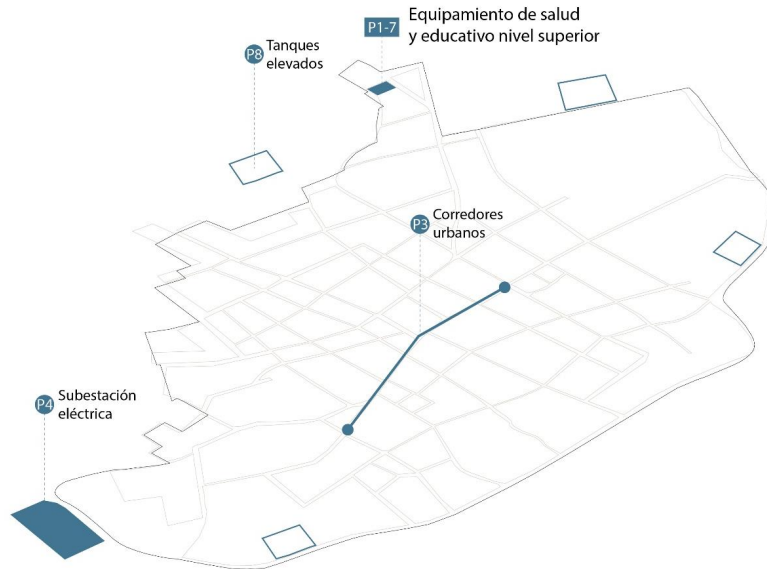 P1-7
Equipamiento de salud
y educativo nivel superior
P8
Tanques
elevados
P3
Corredores
urbanos
P4
Subestación
eléctrica